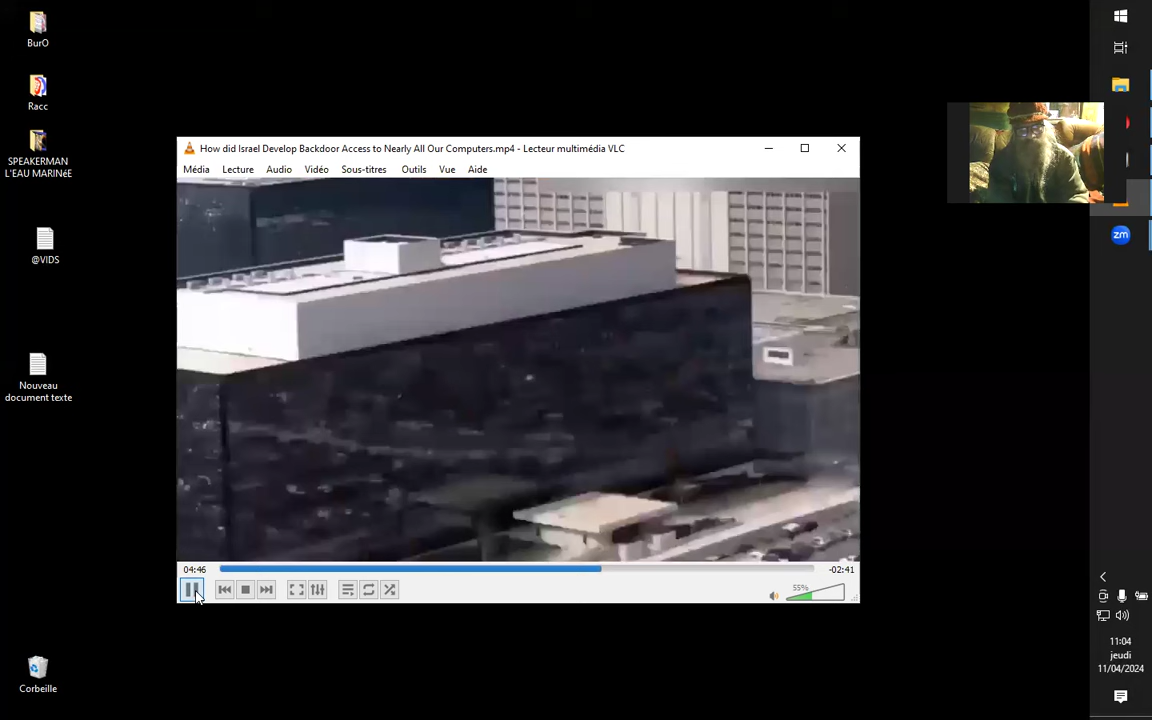 BurO
Racc
SPEAKERMAN
L'EAU MARINéE
@VIDS
Nouveau
document texte
Corbeille
How did Israel Develop Backdoor Access to Nearly All Our Computers.mp4 - Lecteur multimédia VLC
Média Lecture Audio Vidéo Sous-titres Outils Vue Aide
04:46
-02:41
55%
zm
11:04
jeudi
11/04/2024